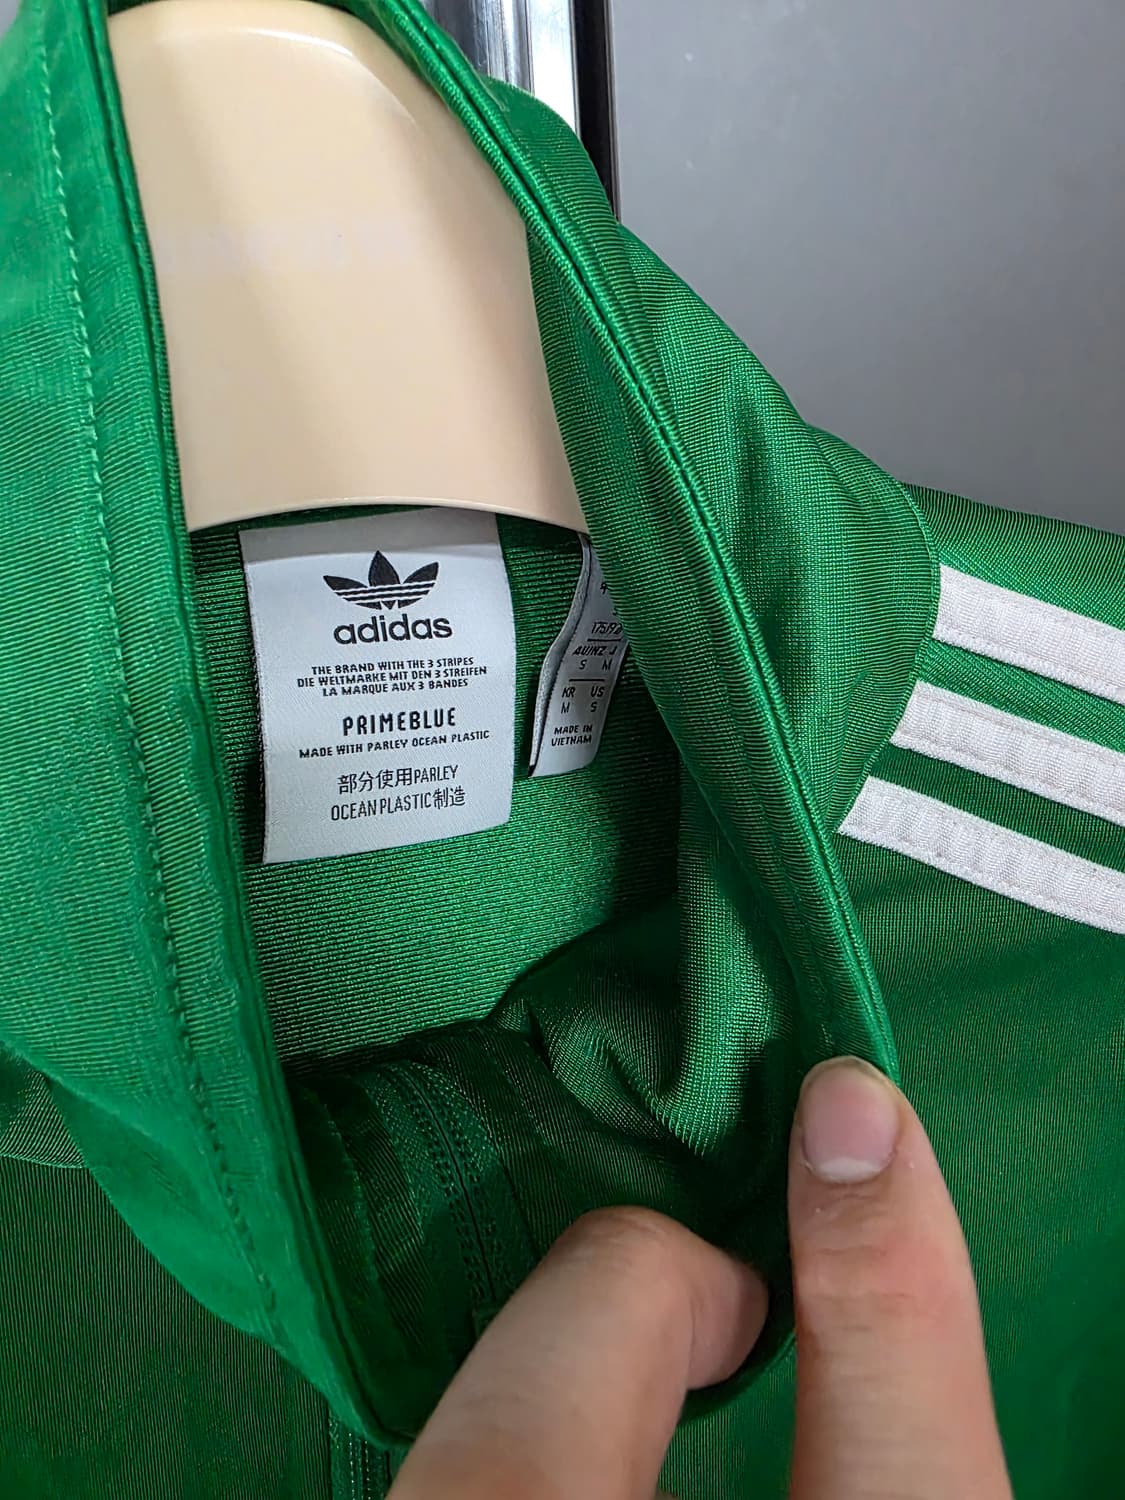 adidas
THE BRAND WITH THE 3 STRIPES
DIE WELTMARKE MIT DEN 3 STREIFEN
LA MARQUE AUX 3 BANDES
PRIMEBLUE
MADE WITH PARLEY OCEAN PLASTIC
部分使用PARLEY
OCEAN PLASTIC制造
AU/NZ J
S M
KR US
M S
MADE IN
VIETNAM